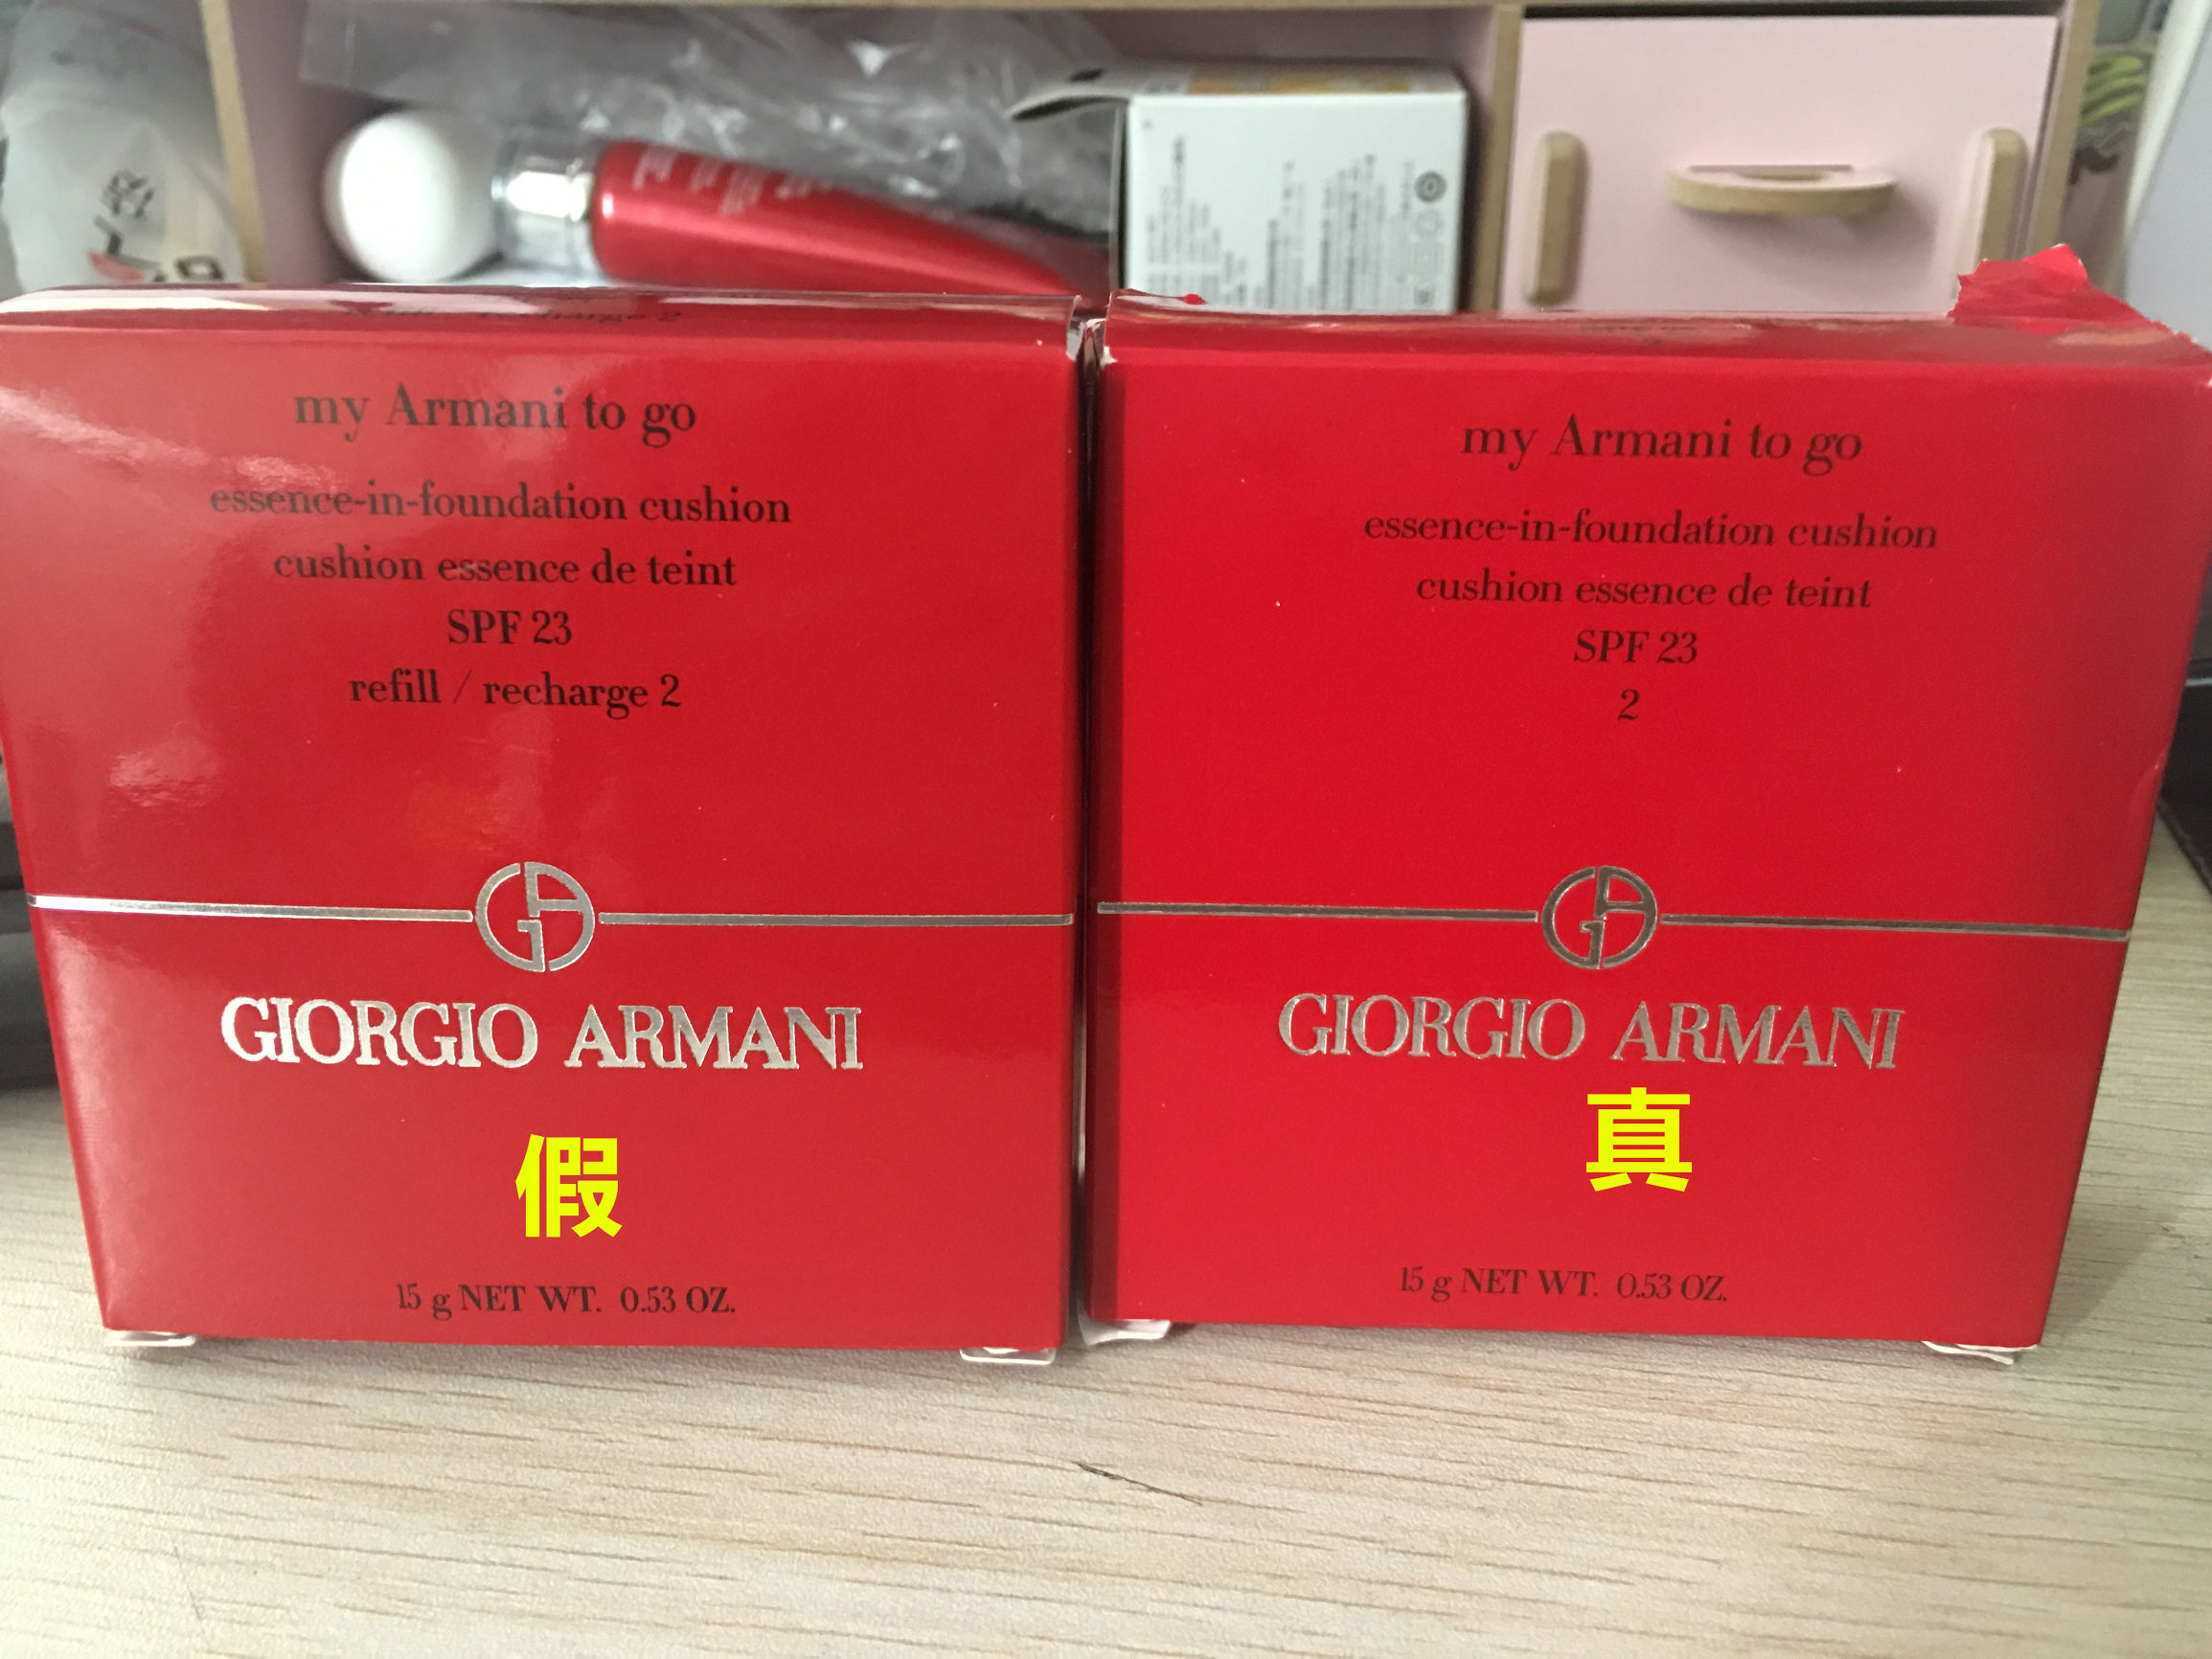 my Armani to go
essence-in-foundation cushion
cushion essence de teint
SPF 23
refill / recharge 2
GA
GIORGIO ARMANI
假
15 g NET WT. 0.53 OZ.
my Armani to go
essence-in-foundation cushion
cushion essence de teint
SPF 23
2
GA
GIORGIO ARMANI
真
15 g NET WT. 0.53 OZ.